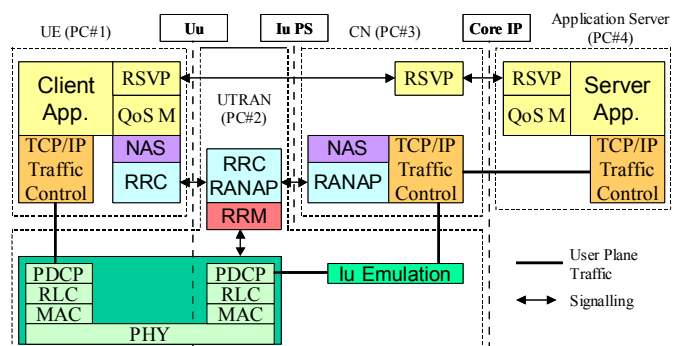 UE (PC#1)
Uu
Iu PS
CN (PC#3)
Core IP
Application Server
(PC#4)
Client
App.
RSVP
QoS M
UTRAN
(PC#2)
RSVP
RSVP
QoS M
Server
App.
TCP/IP
Traffic
Control
NAS
RRC
RRC
RANAP
RRM
NAS
RANAP
TCP/IP
Traffic
Control
TCP/IP
Traffic
Control
PDCP
RLC
MAC
PDCP
RLC
MAC
PHY
Iu Emulation
User Plane
Traffic
Signalling